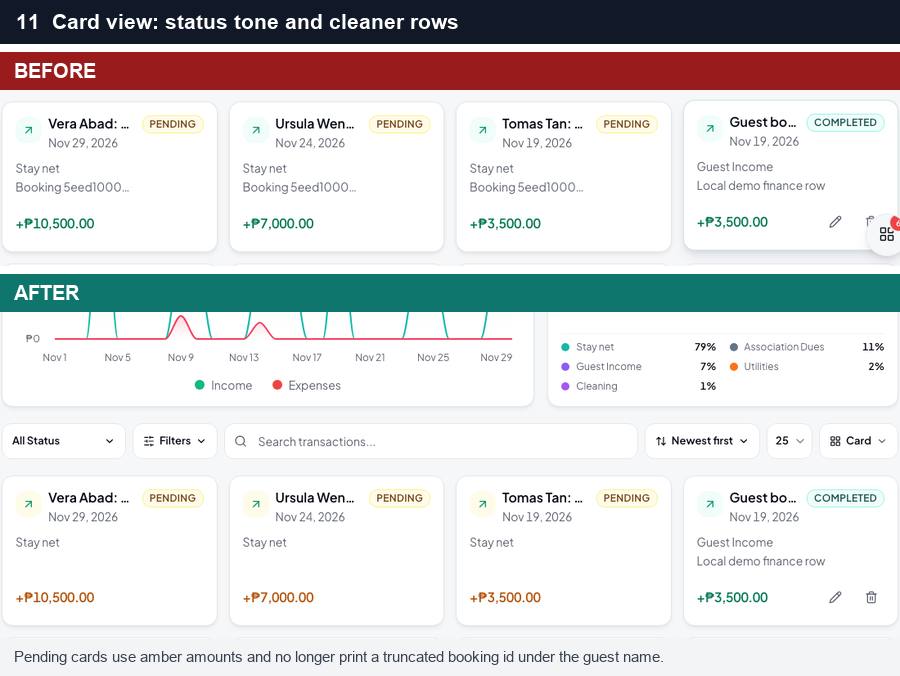 11 Card view: status tone and cleaner rows
BEFORE
Vera Abad: ... PENDING
Nov 29, 2026
Stay net
Booking 5eed1000...
+₱10,500.00
Ursula Wen... PENDING
Nov 24, 2026
Stay net
Booking 5eed1000...
+₱7,000.00
Tomas Tan: ... PENDING
Nov 19, 2026
Stay net
Booking 5eed1000...
+₱3,500.00
Guest bo... COMPLETED
Nov 19, 2026
Guest Income
Local demo finance row
+₱3,500.00
AFTER
₱0
Nov 1 Nov 5 Nov 9 Nov 13 Nov 17 Nov 21 Nov 25 Nov 29
Income Expenses
Stay net 79% Association Dues 11%
Guest Income 7% Utilities 2%
Cleaning 1%
All Status Filters Search transactions... Newest first 25 Card
Vera Abad: ... PENDING
Nov 29, 2026
Stay net
+₱10,500.00
Ursula Wen... PENDING
Nov 24, 2026
Stay net
+₱7,000.00
Tomas Tan: ... PENDING
Nov 19, 2026
Stay net
+₱3,500.00
Guest bo... COMPLETED
Nov 19, 2026
Guest Income
Local demo finance row
+₱3,500.00
Pending cards use amber amounts and no longer print a truncated booking id under the guest name.